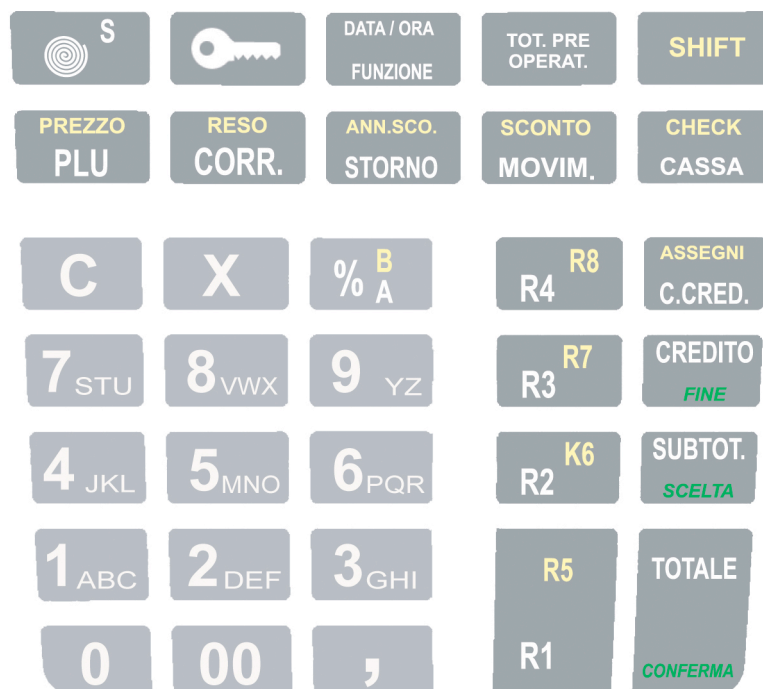 S
DATA / ORA
FUNZIONE
TOT. PRE
OPERAT.
SHIFT
PREZZO
PLU
RESO
CORR.
ANN.SCO.
STORNO
SCONTO
MOVIM.
CHECK
CASSA
C
X
% B
A
R8
R4
ASSEGNI
C.CRED.
7 STU
8 VWX
9 YZ
R7
R3
CREDITO
FINE
4 JKL
5 MNO
6 PQR
K6
R2
SUBTOT.
SCELTA
1 ABC
2 DEF
3 GHI
R5
R1
TOTALE
CONFERMA
0
00
,